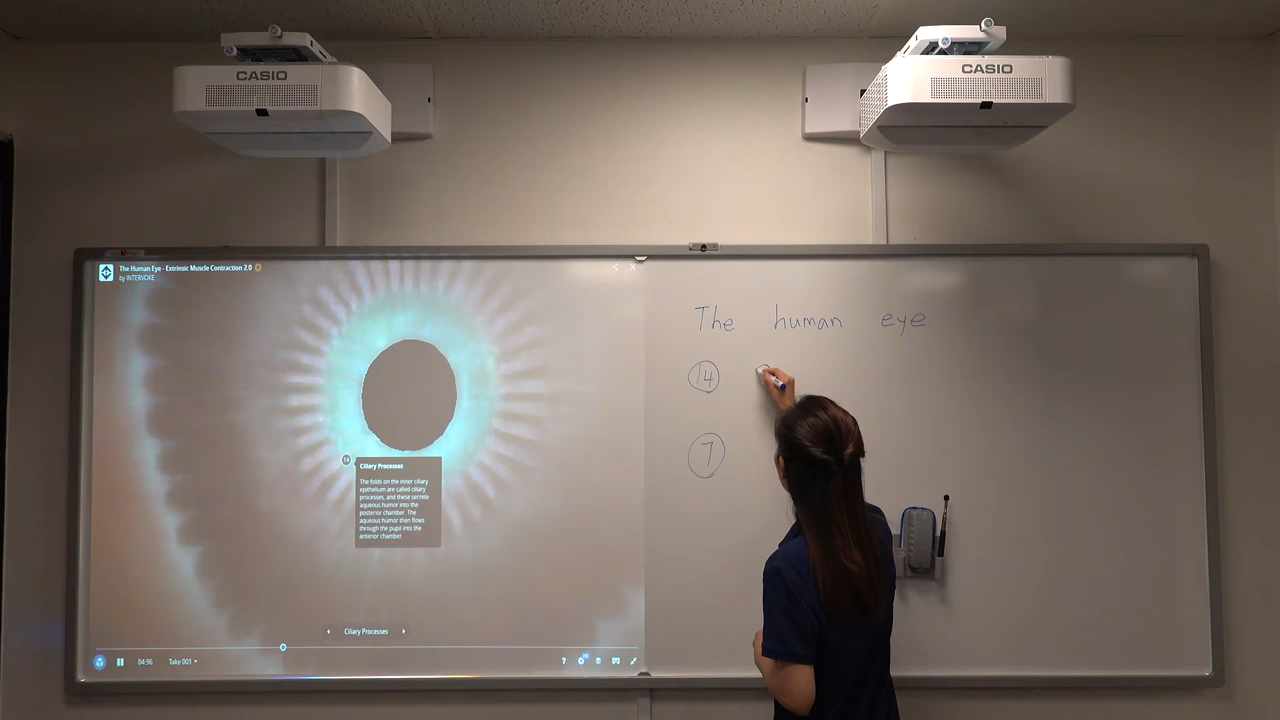 CASIO
CASIO
The Human Eye - Extrinsic Muscle Contraction 2.0
by INTERVOKE
The human eye
14
7
14
Ciliary Processes
The folds on the inner ciliary
epithelium are called ciliary
processes, and these secrete
aqueous humor into the
posterior chamber. The
aqueous humor then flows
through the pupil into the
anterior chamber.
Ciliary Processes
04:96
Take 001
?